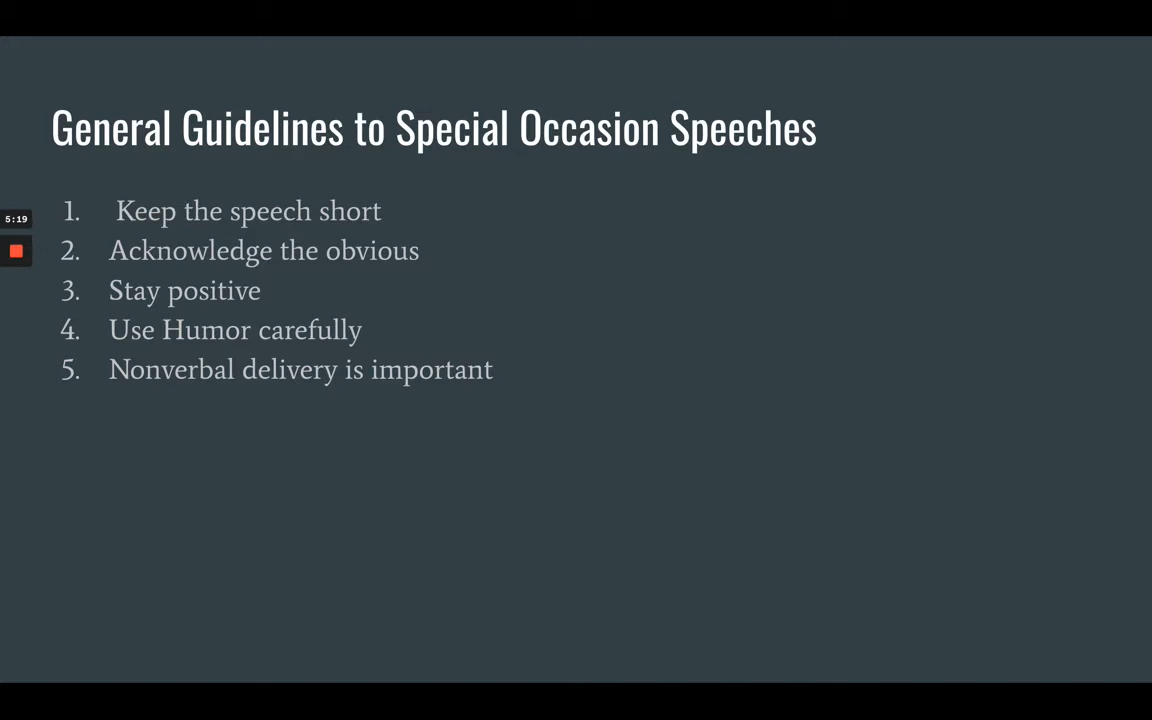 General Guidelines to Special Occasion Speeches
1. Keep the speech short
5:19
2. Acknowledge the obvious
3. Stay positive
4. Use Humor carefully
5. Nonverbal delivery is important